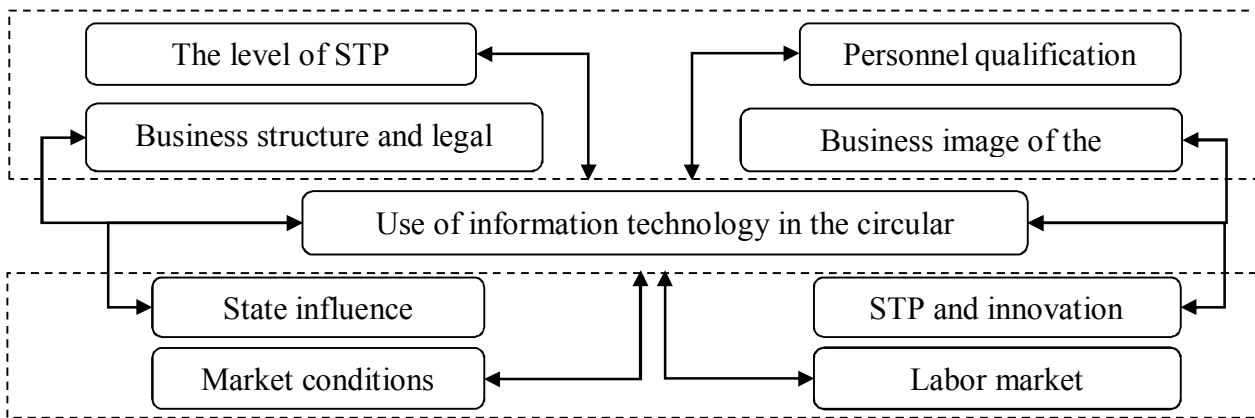 The level of STP
Personnel qualification
Business structure and legal
Business image of the
Use of information technology in the circular
State influence
STP and innovation
Market conditions
Labor market